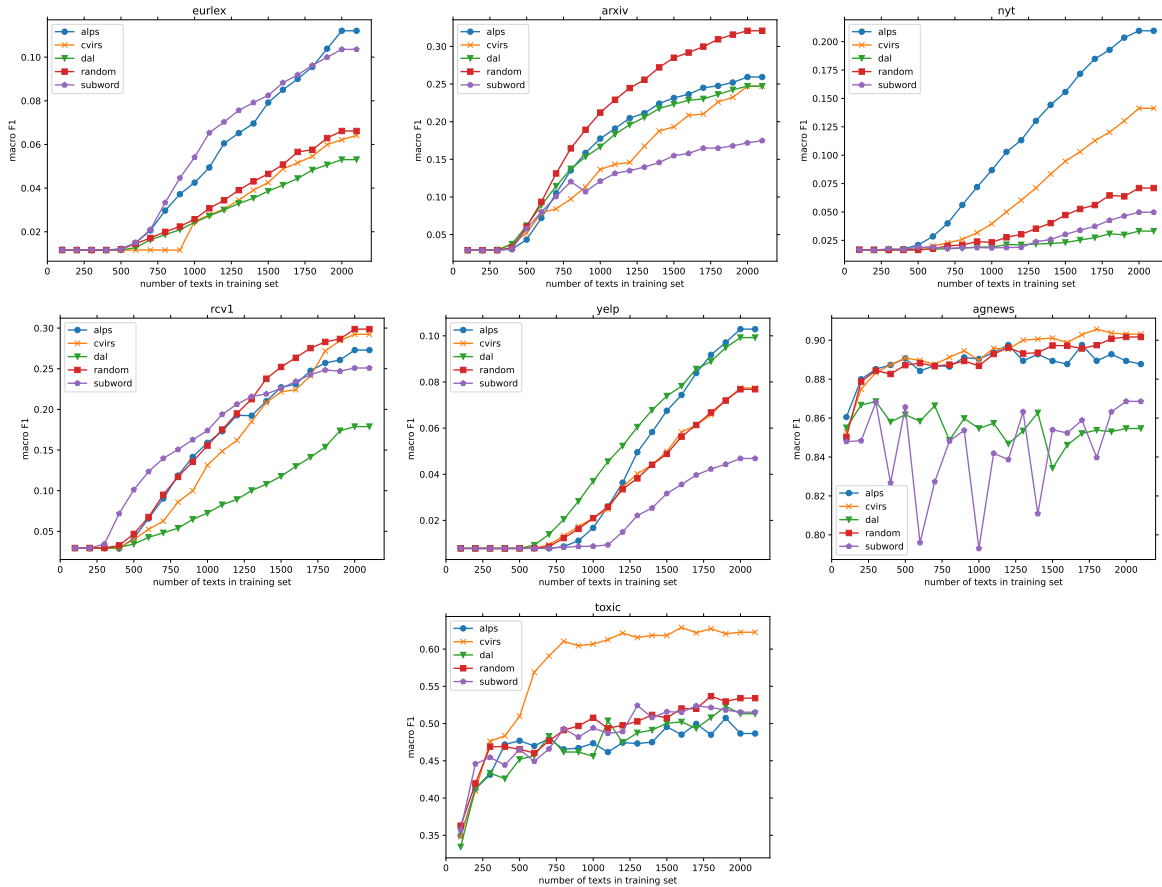 eurlex
macro F1
0.10
0.08
0.06
0.04
0.02
alps
cvirs
dal
random
subword
0 250 500 750 1000 1250 1500 1750 2000
number of texts in training set
arxiv
macro F1
0.30
0.25
0.20
0.15
0.10
0.05
alps
cvirs
dal
random
subword
0 250 500 750 1000 1250 1500 1750 2000
number of texts in training set
nyt
macro F1
0.200
0.175
0.150
0.125
0.100
0.075
0.050
0.025
alps
cvirs
dal
random
subword
0 250 500 750 1000 1250 1500 1750 2000
number of texts in training set
rcv1
macro F1
0.30
0.25
0.20
0.15
0.10
0.05
alps
cvirs
dal
random
subword
0 250 500 750 1000 1250 1500 1750 2000
number of texts in training set
yelp
macro F1
0.10
0.08
0.06
0.04
0.02
alps
cvirs
dal
random
subword
0 250 500 750 1000 1250 1500 1750 2000
number of texts in training set
agnews
macro F1
0.90
0.88
0.86
0.84
0.82
0.80
alps
cvirs
dal
random
subword
0 250 500 750 1000 1250 1500 1750 2000
number of texts in training set
toxic
macro F1
0.60
0.55
0.50
0.45
0.40
0.35
alps
cvirs
dal
random
subword
0 250 500 750 1000 1250 1500 1750 2000
number of texts in training set